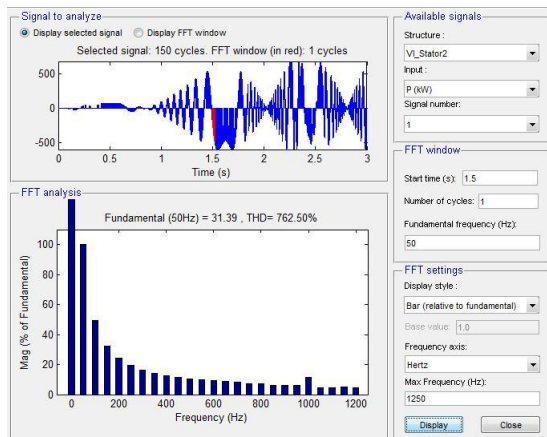 Signal to analyze
Display selected signal
Display FFT window
Selected signal: 150 cycles. FFT window (in red): 1 cycles
500
0
-500
0 0.5 1 1.5 2 2.5 3
Time (s)
FFT analysis
Fundamental (50Hz) = 31.39 , THD= 762.50%
100
80
60
40
20
0
Mag (% of Fundamental)
0 200 400 600 800 1000 1200
Frequency (Hz)
Available signals
Structure :
VI_Stator2
Input :
P (kW)
Signal number:
1
FFT window
Start time (s): 1.5
Number of cycles: 1
Fundamental frequency (Hz):
50
FFT settings
Display style :
Bar (relative to fundamental)
Base value: 1.0
Frequency axis:
Hertz
Max Frequency (Hz):
1250
Display
Close